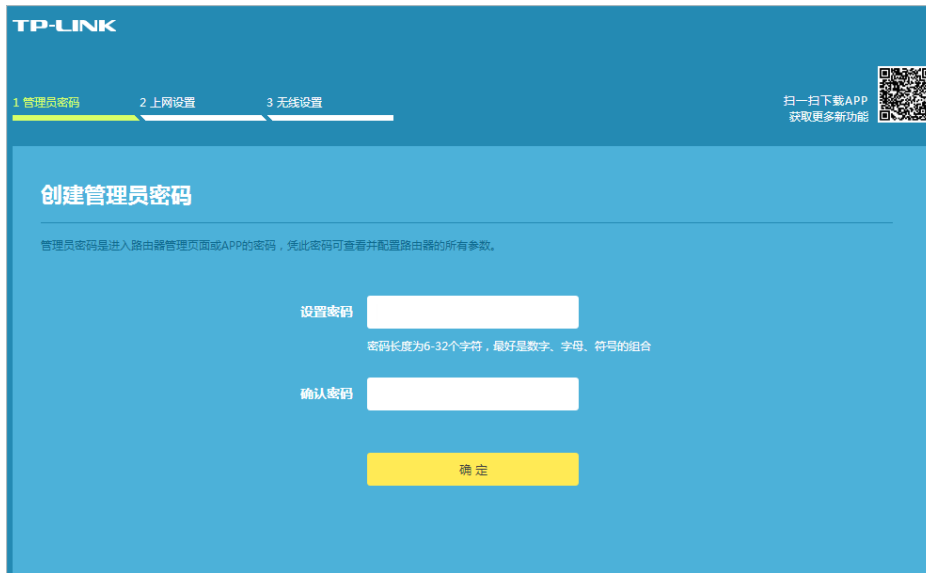 TP-LINK
1 管理员密码
2 上网设置
3 无线设置
扫一扫下载APP
获取更多新功能
创建管理员密码
管理员密码是进入路由器管理页面或APP的密码，凭此密码可查看并配置路由器的所有参数。
设置密码
密码长度为6-32个字符，最好是数字、字母、符号的组合
确认密码
确 定